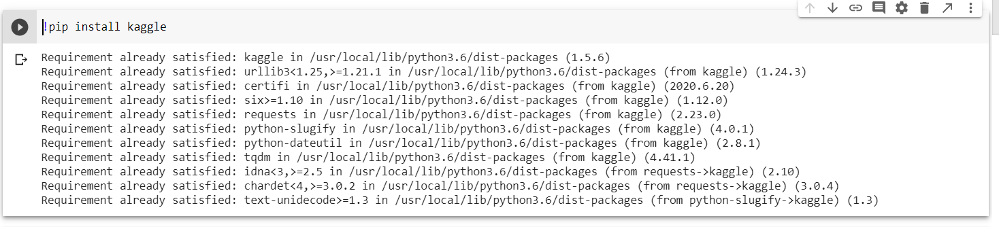 !pip install kaggle
Requirement already satisfied: kaggle in /usr/local/lib/python3.6/dist-packages (1.5.6)
Requirement already satisfied: urllib3<1.25,>=1.21.1 in /usr/local/lib/python3.6/dist-packages (from kaggle) (1.24.3)
Requirement already satisfied: certifi in /usr/local/lib/python3.6/dist-packages (from kaggle) (2020.6.20)
Requirement already satisfied: six>=1.10 in /usr/local/lib/python3.6/dist-packages (from kaggle) (1.12.0)
Requirement already satisfied: requests in /usr/local/lib/python3.6/dist-packages (from kaggle) (2.23.0)
Requirement already satisfied: python-slugify in /usr/local/lib/python3.6/dist-packages (from kaggle) (4.0.1)
Requirement already satisfied: python-dateutil in /usr/local/lib/python3.6/dist-packages (from kaggle) (2.8.1)
Requirement already satisfied: tqdm in /usr/local/lib/python3.6/dist-packages (from kaggle) (4.41.1)
Requirement already satisfied: idna<3,>=2.5 in /usr/local/lib/python3.6/dist-packages (from requests->kaggle) (2.10)
Requirement already satisfied: chardet<4,>=3.0.2 in /usr/local/lib/python3.6/dist-packages (from requests->kaggle) (3.0.4)
Requirement already satisfied: text-unidecode>=1.3 in /usr/local/lib/python3.6/dist-packages (from python-slugify->kaggle) (1.3)